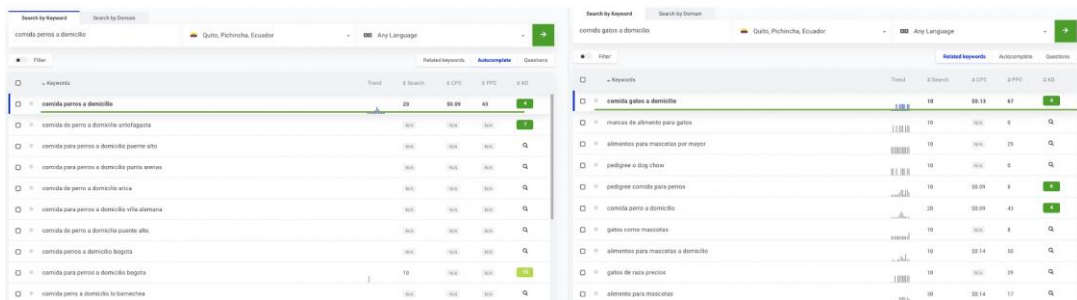 Search by Keyword Search by Domain
comida perros a domicilio Quito, Pichincha, Ecuador Any Language
Filter Related keywords Autocomplete Questions
Keywords Trend Search CPC PPC KD
comida perros a domicilio 20 $0.09 43 4
comida de perro a domicilio antofagasta N/A N/A N/A 7
comida para perros a domicilio puente alto N/A N/A N/A
comida para perros a domicilio punta arenas N/A N/A N/A
comida de perro a domicilio arica N/A N/A N/A
comida para perros a domicilio villa alemana N/A N/A N/A
comida de perro a domicilio puente alto N/A N/A N/A
comida perros a domicilio bogota N/A N/A N/A
comida para perros a domicilio bogota 10 N/A N/A
comida perro a domicilio lo barnechea N/A N/A N/A
Search by Keyword Search by Domain
comida gatos a domicilio Quito, Pichincha, Ecuador Any Language
Filter Related keywords Autocomplete Questions
Keywords Trend Search CPC PPC KD
comida gatos a domicilio 10 $0.13 67
marcas de alimento para gatos 10 N/A 0
alimentos para mascotas por mayor 10 N/A 29
pedigree o dog chow 10 N/A 0
pedigree comida para perros 10 $0.09 6
comida perro a domicilio 20 $0.09 43 4
gatos como mascotas 10 N/A
alimentos para mascotas a domicilio 10 $0.14 50
gatos de raza precios 10 N/A 29
alimento para mascotas 10 $0.14 17